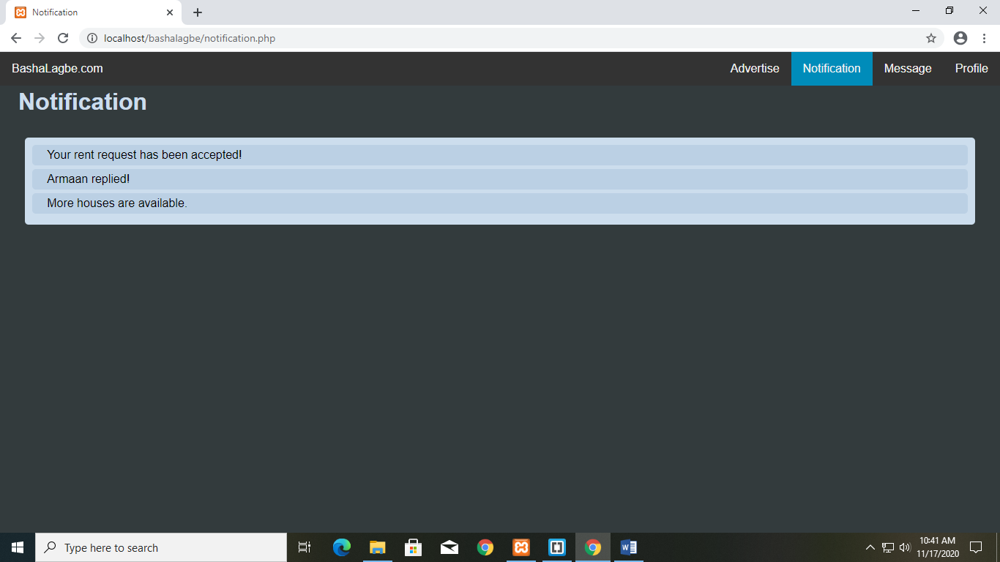 Notification
localhost/bashalagbe/notification.php
BashaLagbe.com Advertise Notification Message Profile
Notification
Your rent request has been accepted!
Armaan replied!
More houses are available.
Type here to search
10:41 AM
11/17/2020